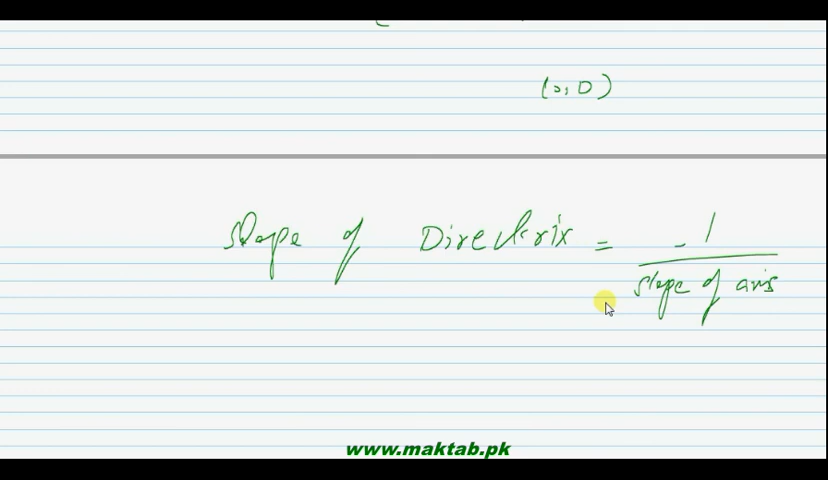 (0,0)
Slope of Directrix = -1
slope of axis
www.maktab.pk